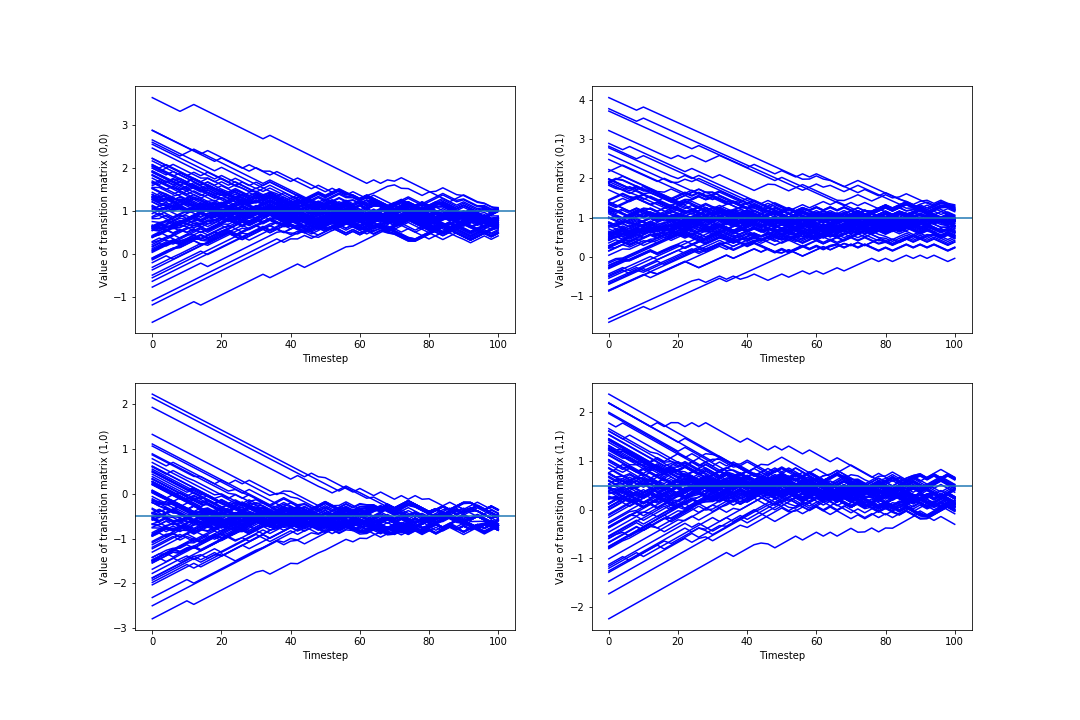 Value of transition matrix (0,0)
3
2
1
0
−1
0 20 40 60 80 100
Timestep
Value of transition matrix (0,1)
4
3
2
1
0
−1
0 20 40 60 80 100
Timestep
Value of transition matrix (1,0)
2
1
0
−1
−2
−3
0 20 40 60 80 100
Timestep
Value of transition matrix (1,1)
2
1
0
−1
−2
0 20 40 60 80 100
Timestep